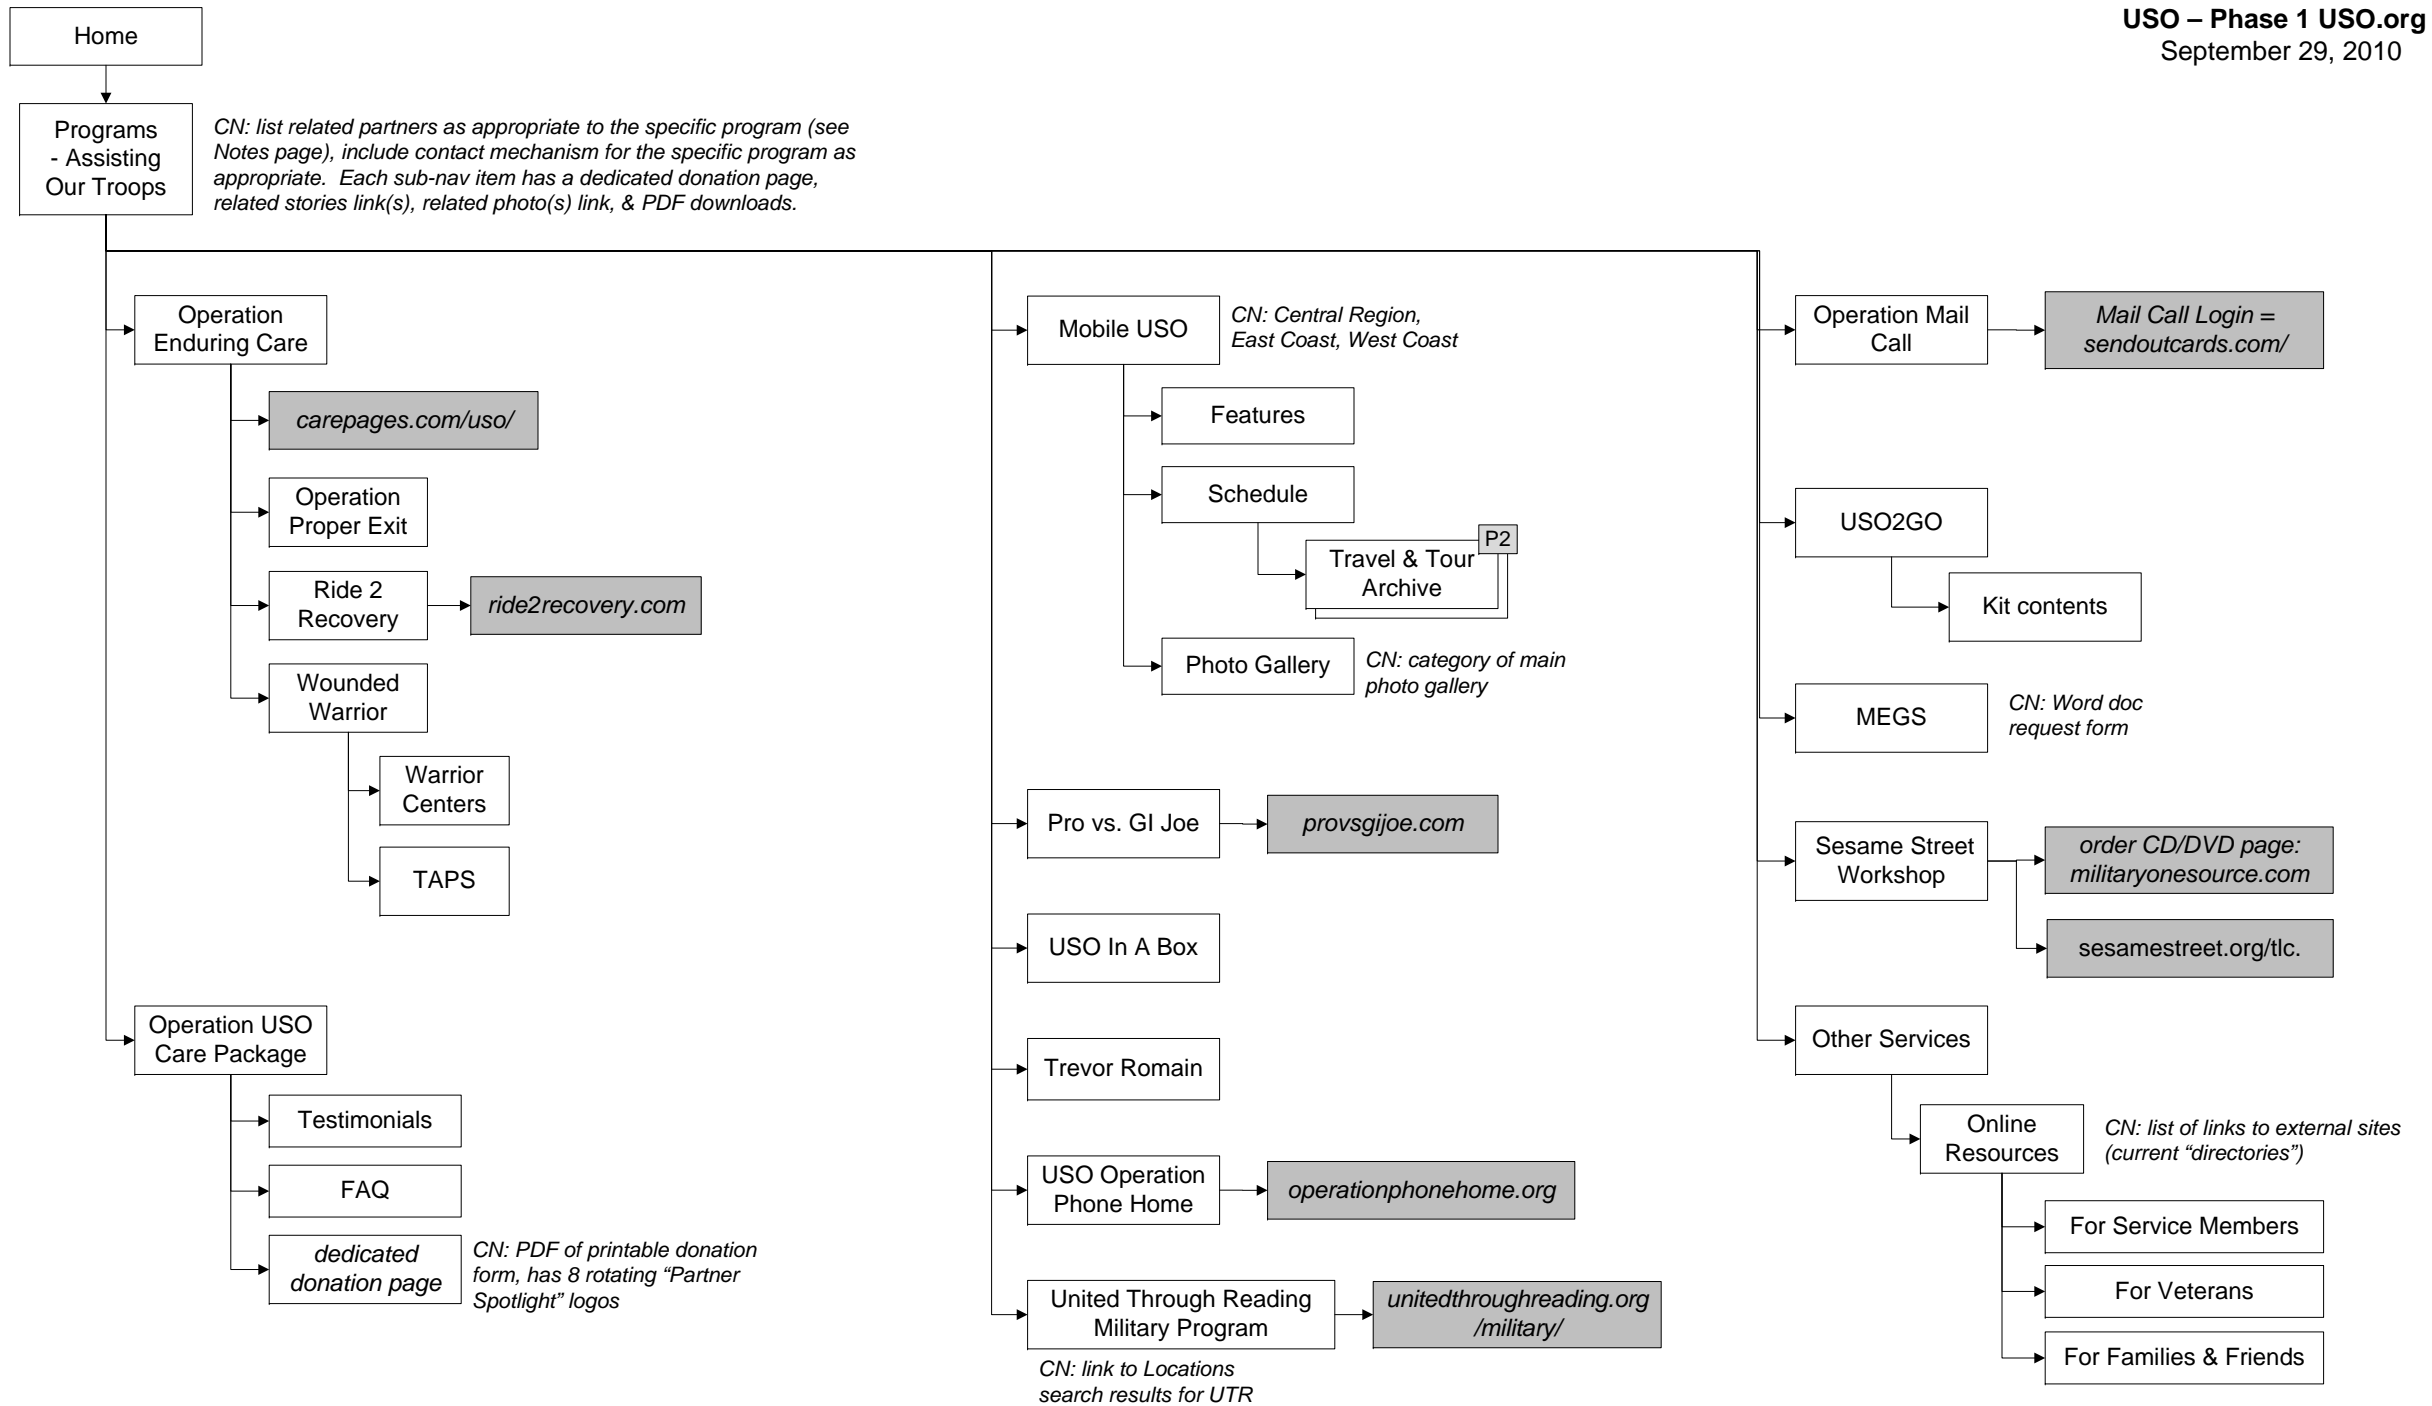 USO – Phase 1 USO.org
September 29, 2010
Home
Programs
- Assisting
Our Troops
CN: list related partners as appropriate to the specific program (see
Notes page), include contact mechanism for the specific program as
appropriate.  Each sub-nav item has a dedicated donation page,
related stories link(s), related photo(s) link, & PDF downloads.
Operation
Enduring Care
carepages.com/uso/
Operation
Proper Exit
Ride 2
Recovery
ride2recovery.com
Wounded
Warrior
Warrior
Centers
TAPS
Operation USO
Care Package
Testimonials
FAQ
dedicated
donation page
CN: PDF of printable donation
form, has 8 rotating “Partner
Spotlight” logos
Mobile USO
CN: Central Region,
East Coast, West Coast
Features
Schedule
P2
Travel & Tour
Archive
Photo Gallery
CN: category of main
photo gallery
Pro vs. GI Joe
provsgijoe.com
USO In A Box
Trevor Romain
USO Operation
Phone Home
operationphonehome.org
United Through Reading
Military Program
unitedthroughreading.org
/military/
CN: link to Locations
search results for UTR
Operation Mail
Call
Mail Call Login =
sendoutcards.com/
USO2GO
Kit contents
MEGS
CN: Word doc
request form
Sesame Street
Workshop
order CD/DVD page:
militaryonesource.com
sesamestreet.org/tlc.
Other Services
Online
Resources
CN: list of links to external sites
(current “directories”)
For Service Members
For Veterans
For Families & Friends